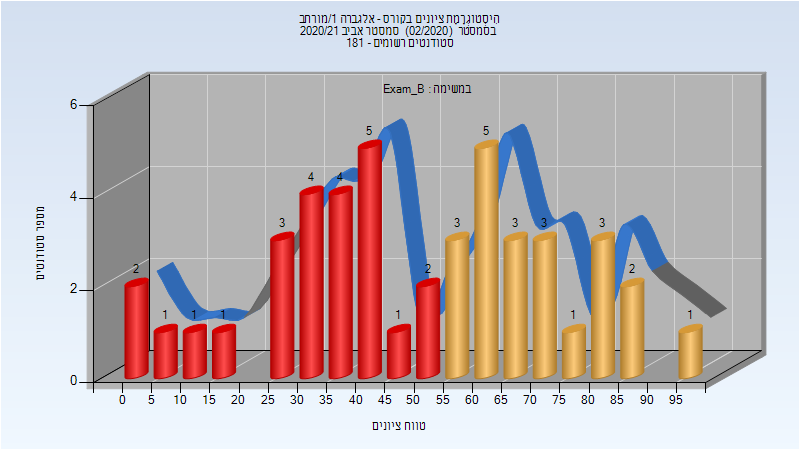 היסטוגרמת ציונים בקורס - אלגברה 1/מורחב
בסמסטר (02/2020) סמסטר אביב 2020/21
סטודנטים רשומים - 181
במשימה : Exam_B
מספר סטודנטים
6
4
2
0
2 1 1 1 3 4 4 5 1 2 3 5 3 3 1 3 2 1
0 5 10 15 20 25 30 35 40 45 50 55 60 65 70 75 80 85 90 95
טווח ציונים